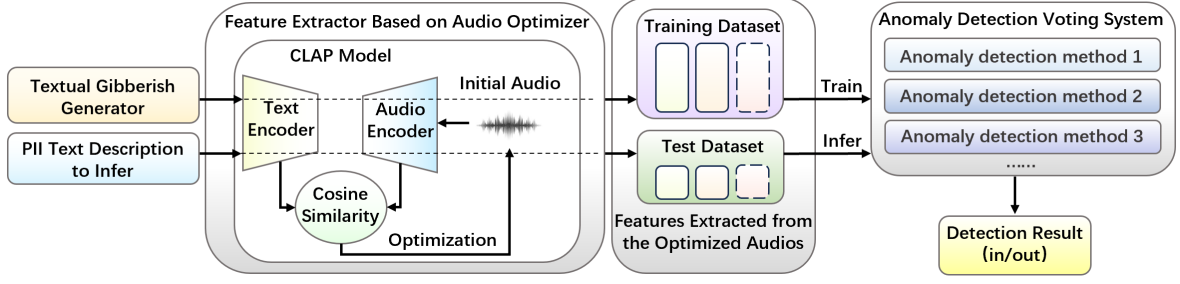 Textual Gibberish
Generator
PII Text Description
to Infer
Feature Extractor Based on Audio Optimizer
CLAP Model
Text
Encoder
Audio
Encoder
Initial Audio
Cosine
Similarity
Optimization
Training Dataset
Test Dataset
Features Extracted from
the Optimized Audios
Train
Infer
Anomaly Detection Voting System
Anomaly detection method 1
Anomaly detection method 2
Anomaly detection method 3
......
Detection Result
(in/out)